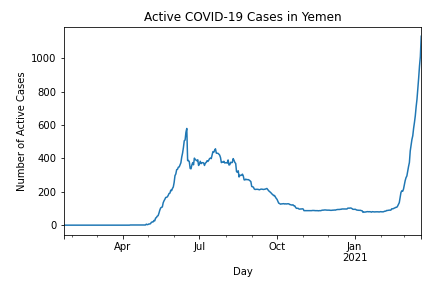 Active COVID-19 Cases in Yemen
1000
800
600
400
200
0
Number of Active Cases
Apr
Jul
Oct
Jan
2021
Day